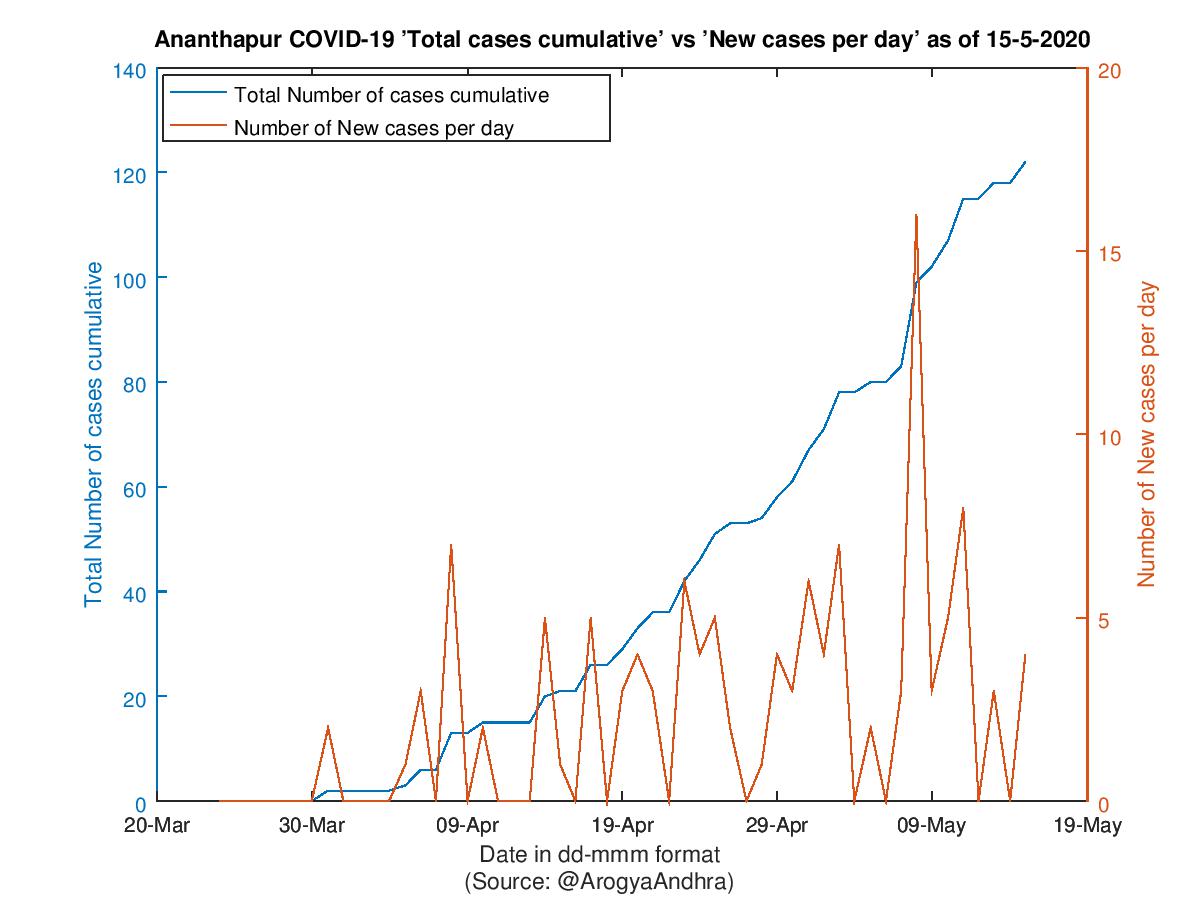 Ananthapur COVID-19 ’Total cases cumulative’ vs ’New cases per day’ as of 15-5-2020
Total Number of cases cumulative
Number of New cases per day
140
120
100
80
60
40
20
0
Total Number of cases cumulative
20
15
10
5
0
Number of New cases per day
20-Mar 30-Mar 09-Apr 19-Apr 29-Apr 09-May 19-May
Date in dd-mmm format
(Source: @ArogyaAndhra)